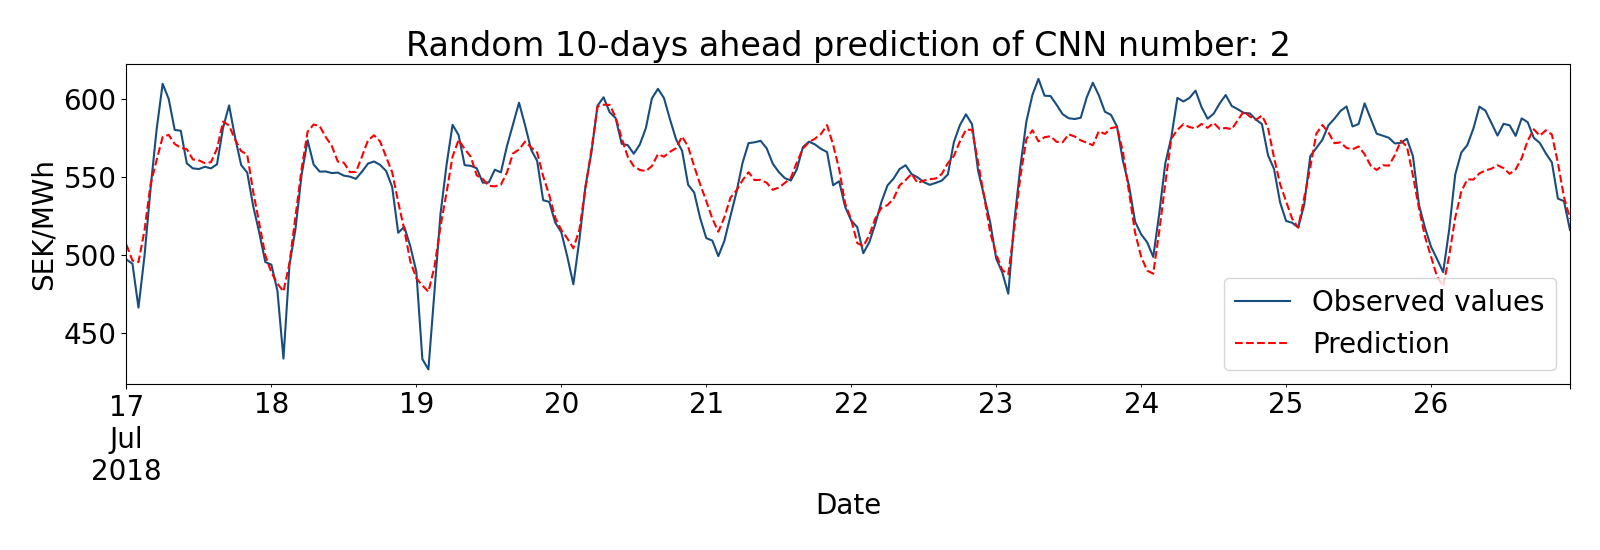 Random 10-days ahead prediction of CNN number: 2
SEK/MWh
600
550
500
450
Observed values
Prediction
17 18 19 20 21 22 23 24 25 26
Jul
2018
Date